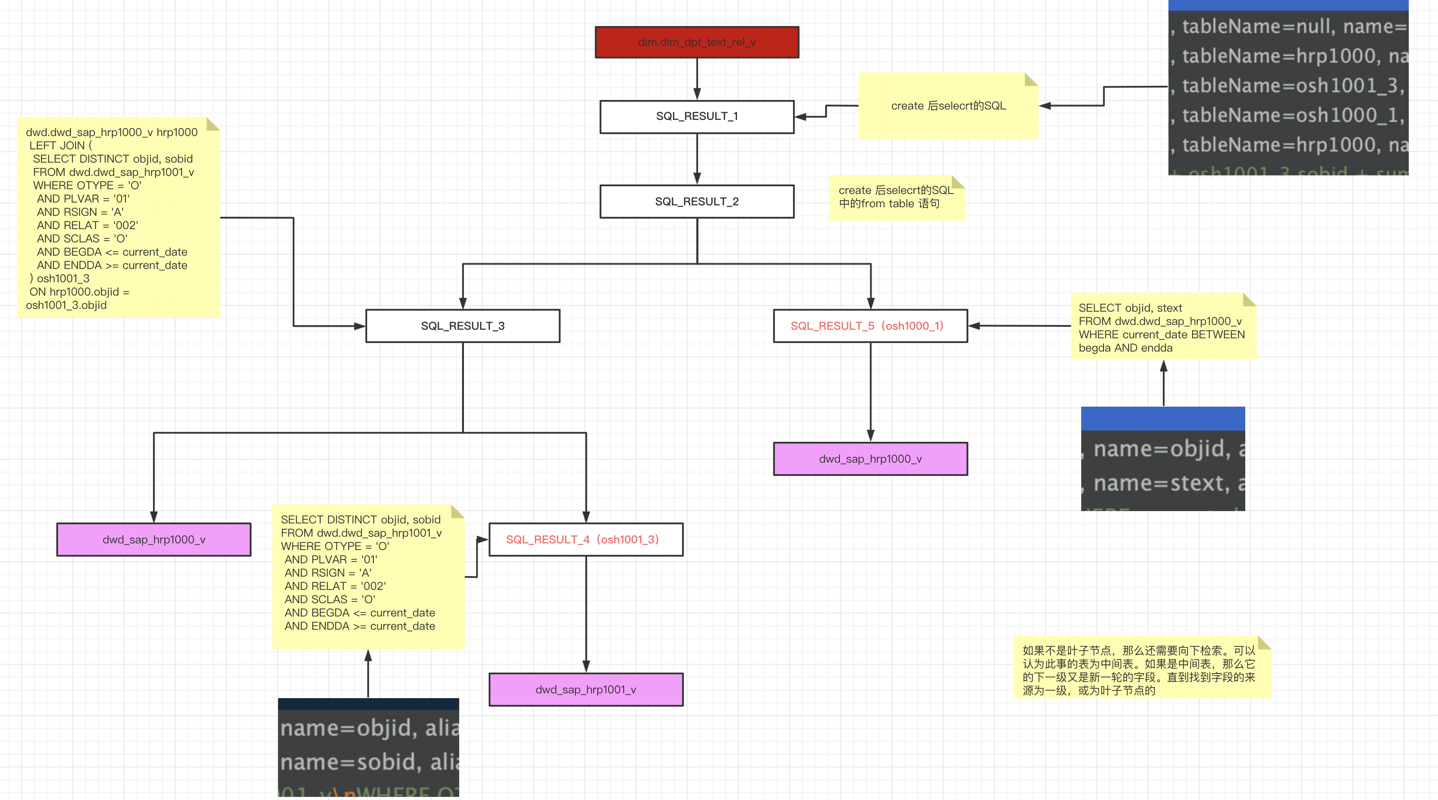 dim.dim_dpt_text_rel_v
SQL_RESULT_1
create 后selecrt的SQL
, tableName=null, name=
, tableName=hrp1000, na
, tableName=osh1001_3,
, tableName=osh1000_1,
, tableName=hrp1000, na
+ osh1001_3.sobid + sum
dwd.dwd_sap_hrp1000_v hrp1000
LEFT JOIN (
SELECT DISTINCT objid, sobid
FROM dwd.dwd_sap_hrp1001_v
WHERE OTYPE = 'O'
AND PLVAR = '01'
AND RSIGN = 'A'
AND RELAT = '002'
AND SCLAS = 'O'
AND BEGDA <= current_date
AND ENDDA >= current_date
) osh1001_3
ON hrp1000.objid =
osh1001_3.objid
SQL_RESULT_2
create 后selecrt的SQL
中的from table 语句
SQL_RESULT_3
SQL_RESULT_5（osh1000_1）
SELECT objid, stext
FROM dwd.dwd_sap_hrp1000_v
WHERE current_date BETWEEN
begda AND endda
, name=objid, a
, name=stext, a
dwd_sap_hrp1000_v
dwd_sap_hrp1000_v
SELECT DISTINCT objid, sobid
FROM dwd.dwd_sap_hrp1001_v
WHERE OTYPE = 'O'
AND PLVAR = '01'
AND RSIGN = 'A'
AND RELAT = '002'
AND SCLAS = 'O'
AND BEGDA <= current_date
AND ENDDA >= current_date
SQL_RESULT_4（osh1001_3）
dwd_sap_hrp1001_v
name=objid, alia
name=sobid, alia
01_v\nWHERE OT
如果不是叶子节点，那么还需要向下检索。可以
认为此事的表为中间表。如果是中间表，那么它
的下一级又是新一轮的字段。直到找到字段的来
源为一级，或为叶子节点的